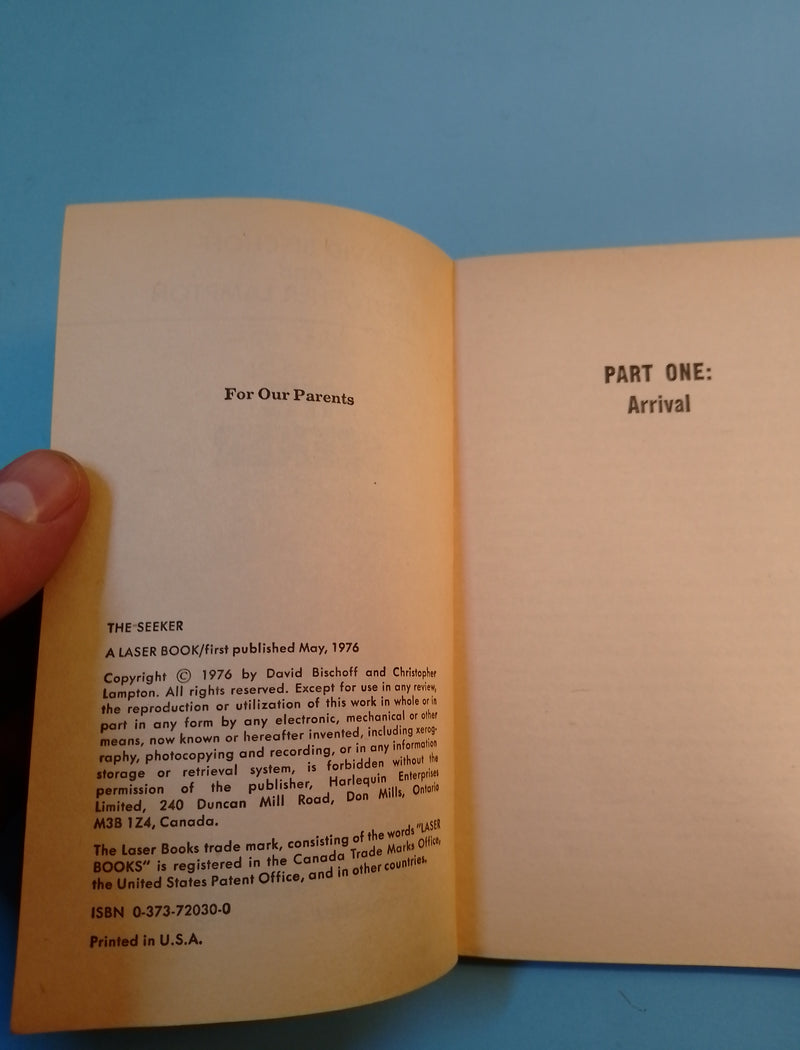 For Our Parents
THE SEEKER
A LASER BOOK/first published May, 1976
Copyright © 1976 by David Bischoff and Christopher
Lampton. All rights reserved. Except for use in any review,
the reproduction or utilization of this work in whole or in
part in any form by any electronic, mechanical or other
means, now known or hereafter invented, including xerog-
raphy, photocopying and recording, or in any information
storage or retrieval system, is forbidden without the
permission of the publisher, Harlequin Enterprises
Limited, 240 Duncan Mill Road, Don Mills, Ontario
M3B 1Z4, Canada.
The Laser Books trade mark, consisting of the words "LASER
BOOKS" is registered in the Canada Trade Marks Office,
the United States Patent Office, and in other countries.
ISBN 0-373-72030-0
Printed in U.S.A.
PART ONE:
Arrival